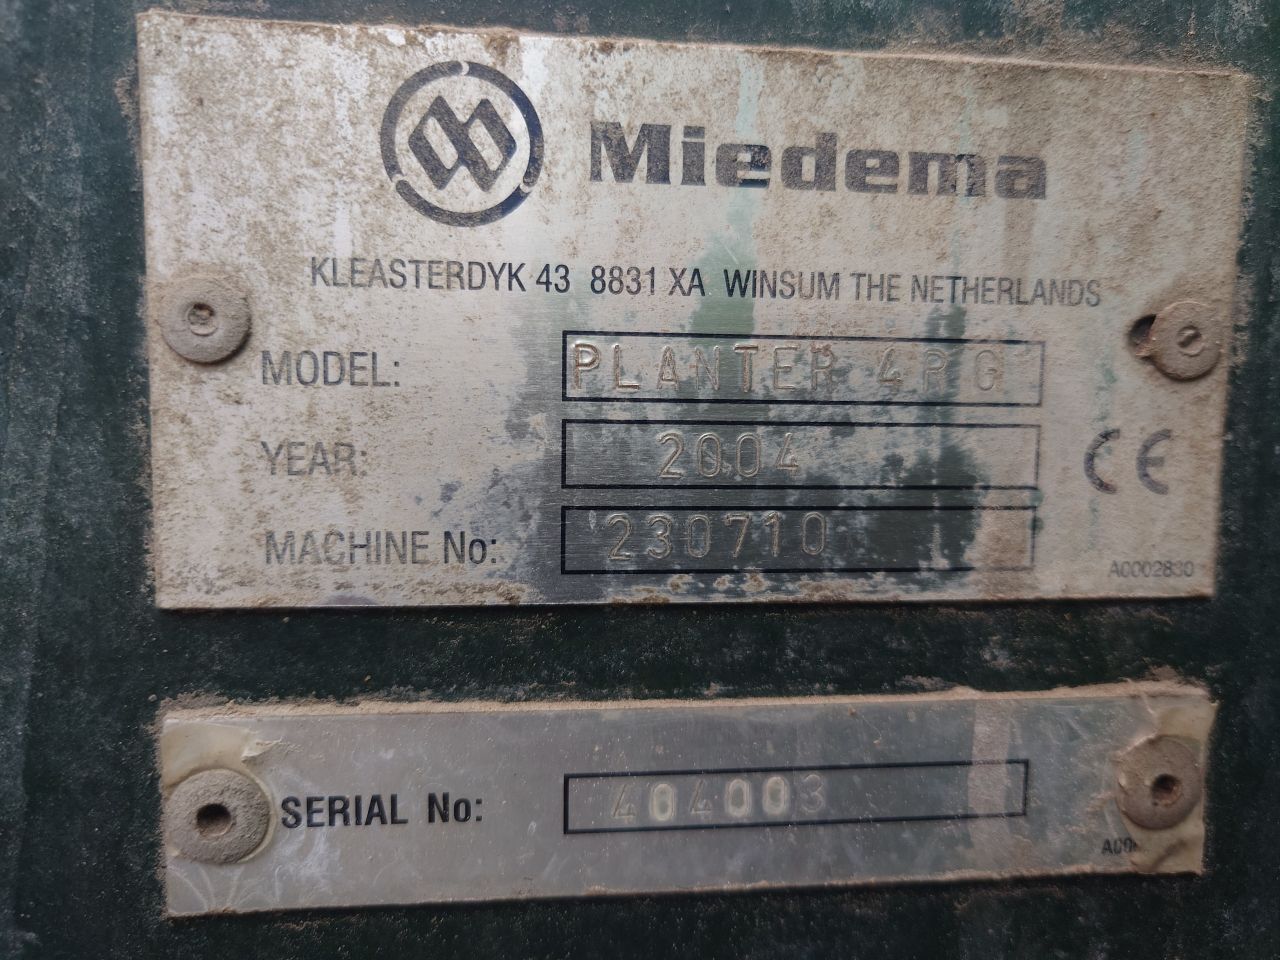 Miedema
KLEASTERDYK 43 8831 XA WINSUM THE NETHERLANDS
MODEL: PLANTER 4RG
YEAR: 2004
CE
MACHINE No: 230710
A0002830
SERIAL No: 404003